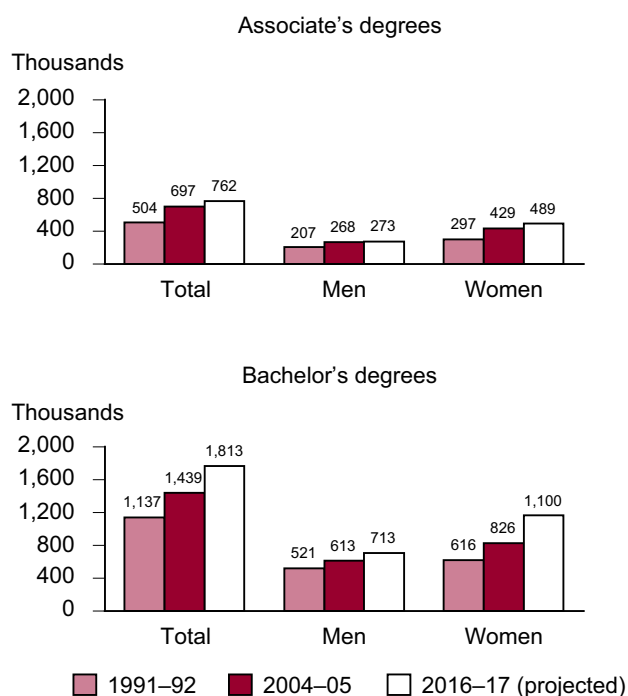 Associate’s degrees
Thousands
2,000
1,600
1,200
800
400
0
504
697
762
207
268
273
297
429
489
Total
Men
Women
Bachelor’s degrees
Thousands
2,000
1,600
1,200
800
400
0
1,137
1,439
1,813
521
613
713
616
826
1,100
Total
Men
Women
1991–92
2004–05
2016–17 (projected)